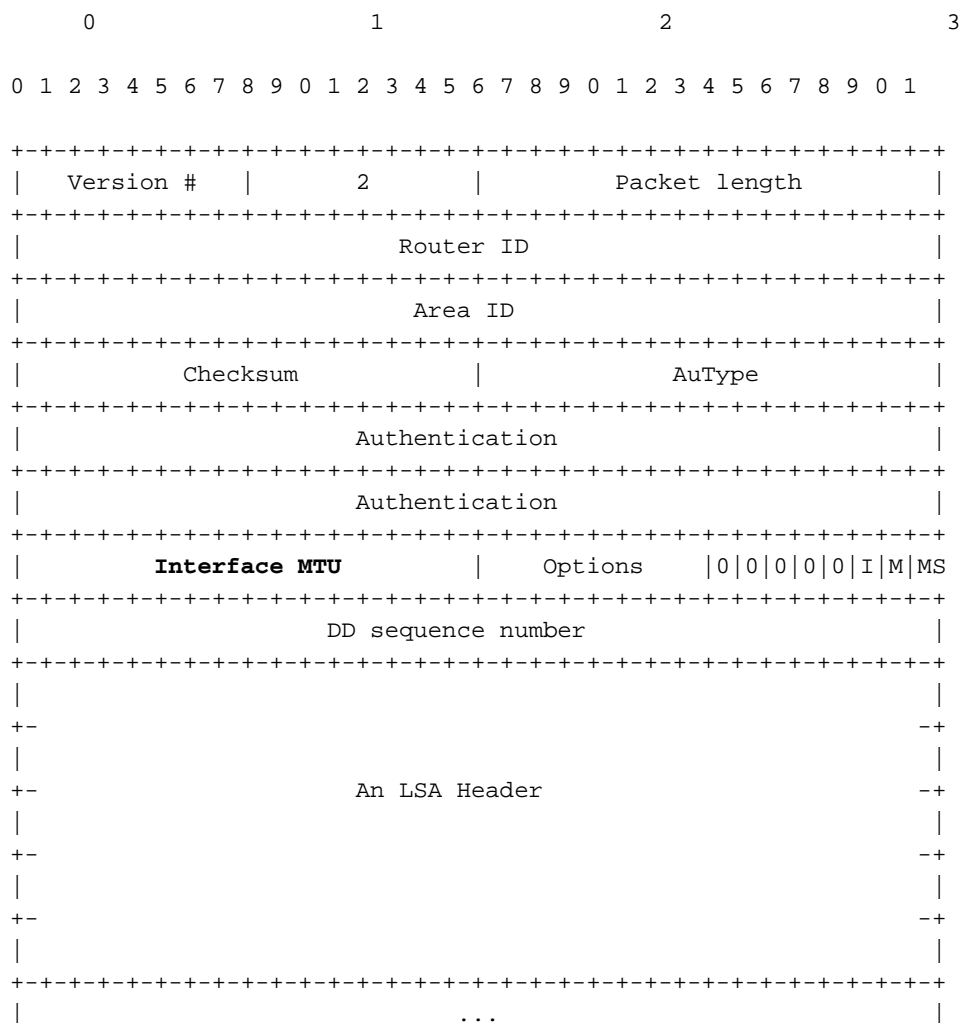 0                   1                   2                   3
0 1 2 3 4 5 6 7 8 9 0 1 2 3 4 5 6 7 8 9 0 1 2 3 4 5 6 7 8 9 0 1
+-+-+-+-+-+-+-+-+-+-+-+-+-+-+-+-+-+-+-+-+-+-+-+-+-+-+-+-+-+-+-+-+
|   Version #   |       2       |         Packet length         |
+-+-+-+-+-+-+-+-+-+-+-+-+-+-+-+-+-+-+-+-+-+-+-+-+-+-+-+-+-+-+-+-+
|                          Router ID                            |
+-+-+-+-+-+-+-+-+-+-+-+-+-+-+-+-+-+-+-+-+-+-+-+-+-+-+-+-+-+-+-+-+
|                           Area ID                             |
+-+-+-+-+-+-+-+-+-+-+-+-+-+-+-+-+-+-+-+-+-+-+-+-+-+-+-+-+-+-+-+-+
|           Checksum            |             AuType            |
+-+-+-+-+-+-+-+-+-+-+-+-+-+-+-+-+-+-+-+-+-+-+-+-+-+-+-+-+-+-+-+-+
|                       Authentication                          |
+-+-+-+-+-+-+-+-+-+-+-+-+-+-+-+-+-+-+-+-+-+-+-+-+-+-+-+-+-+-+-+-+
|                       Authentication                          |
+-+-+-+-+-+-+-+-+-+-+-+-+-+-+-+-+-+-+-+-+-+-+-+-+-+-+-+-+-+-+-+-+
|         Interface MTU         |    Options    |0|0|0|0|0|I|M|MS
+-+-+-+-+-+-+-+-+-+-+-+-+-+-+-+-+-+-+-+-+-+-+-+-+-+-+-+-+-+-+-+-+
|                     DD sequence number                        |
+-+-+-+-+-+-+-+-+-+-+-+-+-+-+-+-+-+-+-+-+-+-+-+-+-+-+-+-+-+-+-+-+
|                                                               |
+-                                                             -+
|                                                               |
+-                      An LSA Header                          -+
|                                                               |
+-                                                             -+
|                                                               |
+-                                                             -+
|                                                               |
+-+-+-+-+-+-+-+-+-+-+-+-+-+-+-+-+-+-+-+-+-+-+-+-+-+-+-+-+-+-+-+-+
|                              ...                              |